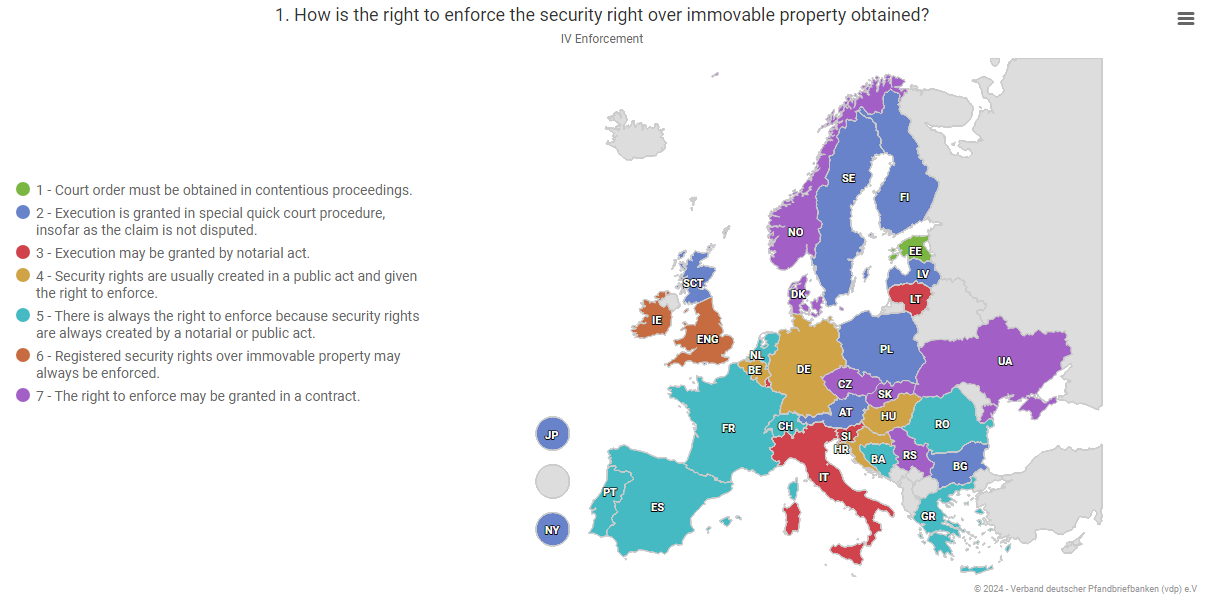 1. How is the right to enforce the security right over immovable property obtained?
IV Enforcement
1 - Court order must be obtained in contentious proceedings.
2 - Execution is granted in special quick court procedure,
insofar as the claim is not disputed.
3 - Execution may be granted by notarial act.
4 - Security rights are usually created in a public act and given
the right to enforce.
5 - There is always the right to enforce because security rights
are always created by a notarial or public act.
6 - Registered security rights over immovable property may
always be enforced.
7 - The right to enforce may be granted in a contract.
SE
FI
NO
EE
LV
SCT
DK
LT
IE
ENG
NL
PL
BE
DE
UA
CZ
SK
AT
HU
FR
CH
RO
JP
SI
HR
BA
RS
BG
IT
PT
ES
GR
NY
© 2024 - Verband deutscher Pfandbriefbanken (vdp) e.V